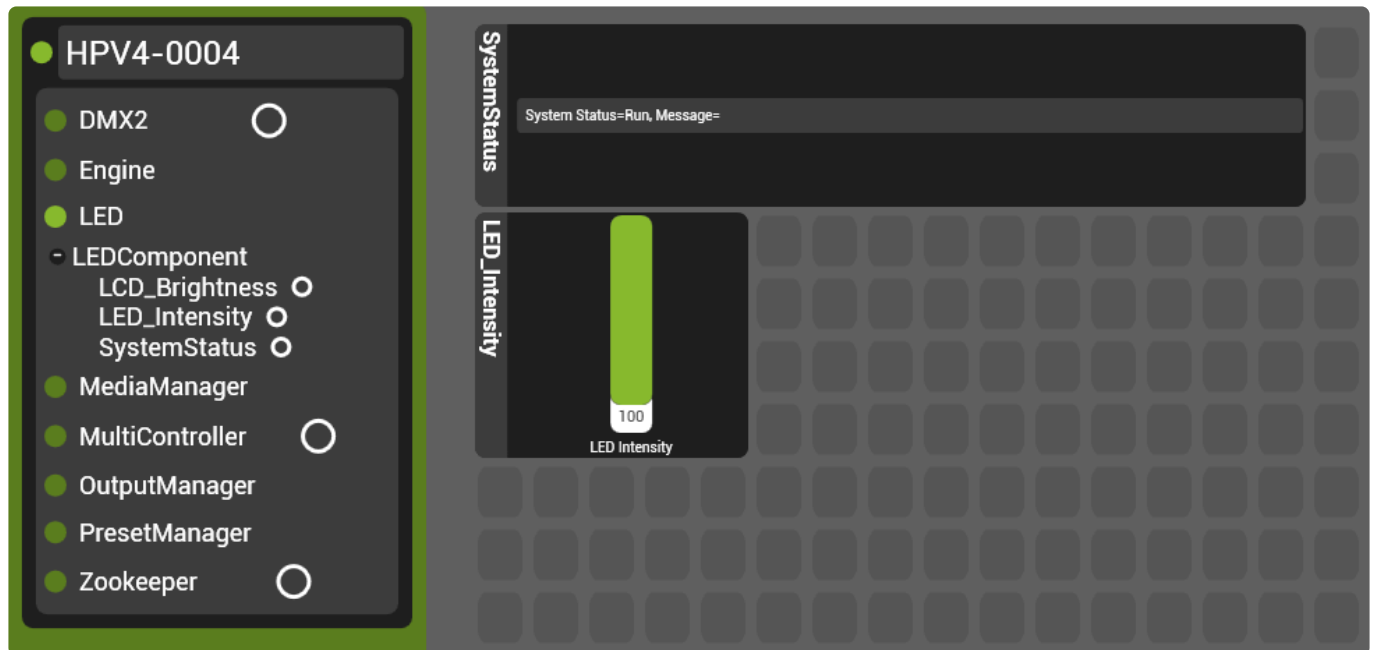 HPV4-0004
DMX2
Engine
LED
- LEDComponent
LCD_Brightness
LED_Intensity
SystemStatus
MediaManager
MultiController
OutputManager
PresetManager
Zookeeper
SystemStatus
System Status=Run, Message=
LED_Intensity
100
LED Intensity